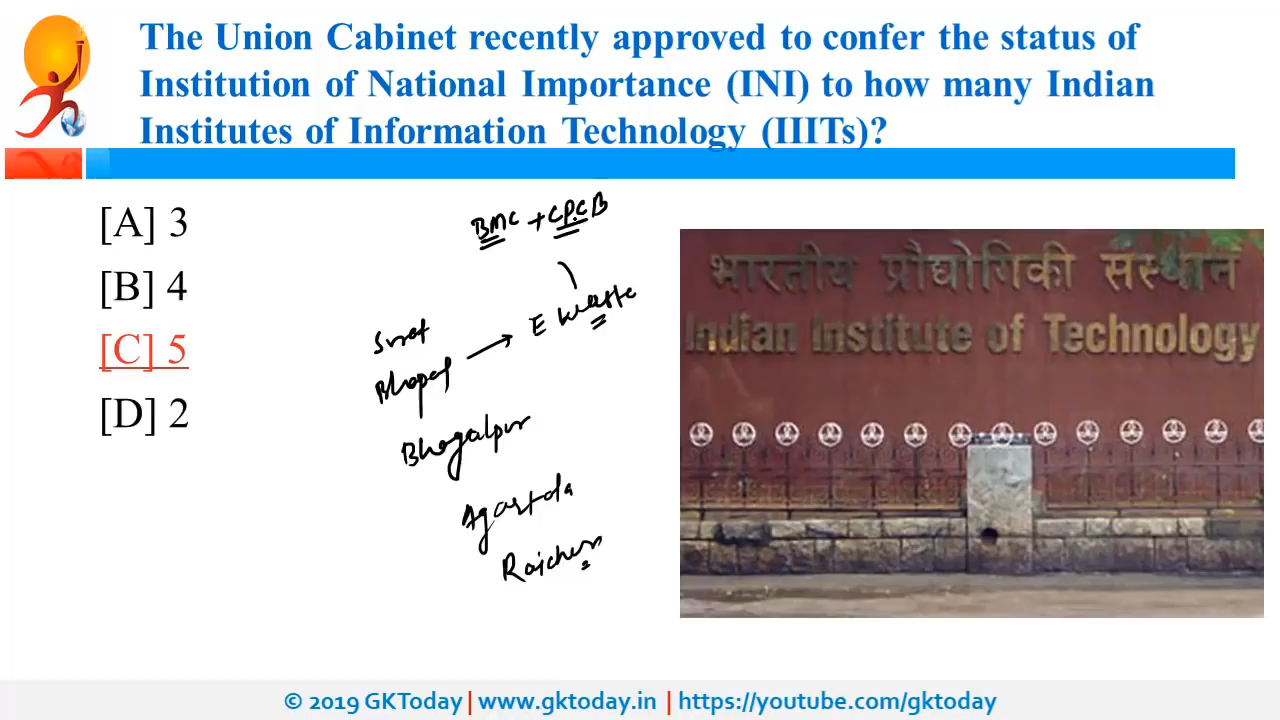 The Union Cabinet recently approved to confer the status of
Institution of National Importance (INI) to how many Indian
Institutes of Information Technology (IIITs)?
[A] 3
[B] 4
[C] 5
[D] 2
BMC + CPCB
E Waste
Surat
Bhopal
Bhagalpur
Agartala
Raichur
भारतीय प्रौद्योगिकी संस्थान
Indian Institute of Technology
© 2019 GKToday | www.gktoday.in | https://youtube.com/gktoday